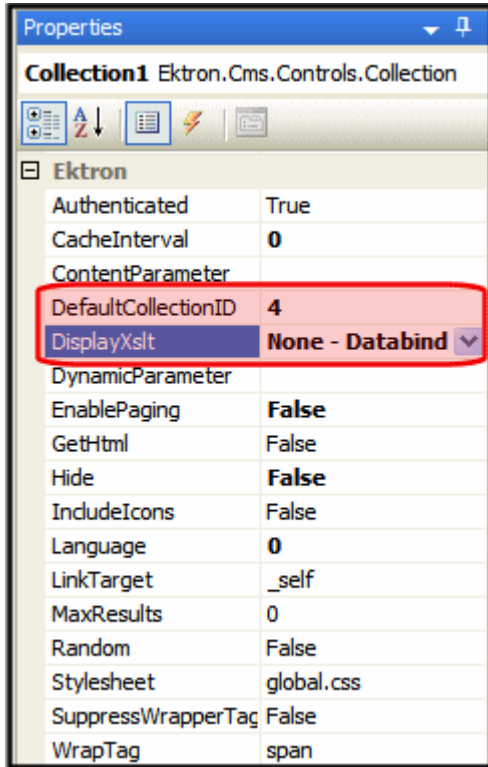 Properties
Collection1 Ektron.Cms.Controls.Collection
Ektron
Authenticated True
CacheInterval 0
ContentParameter
DefaultCollectionID 4
DisplayXslt None - Databind
DynamicParameter
EnablePaging False
GetHtml False
Hide False
IncludeIcons False
Language 0
LinkTarget _self
MaxResults 0
Random False
Stylesheet global.css
SuppressWrapperTag False
WrapTag span